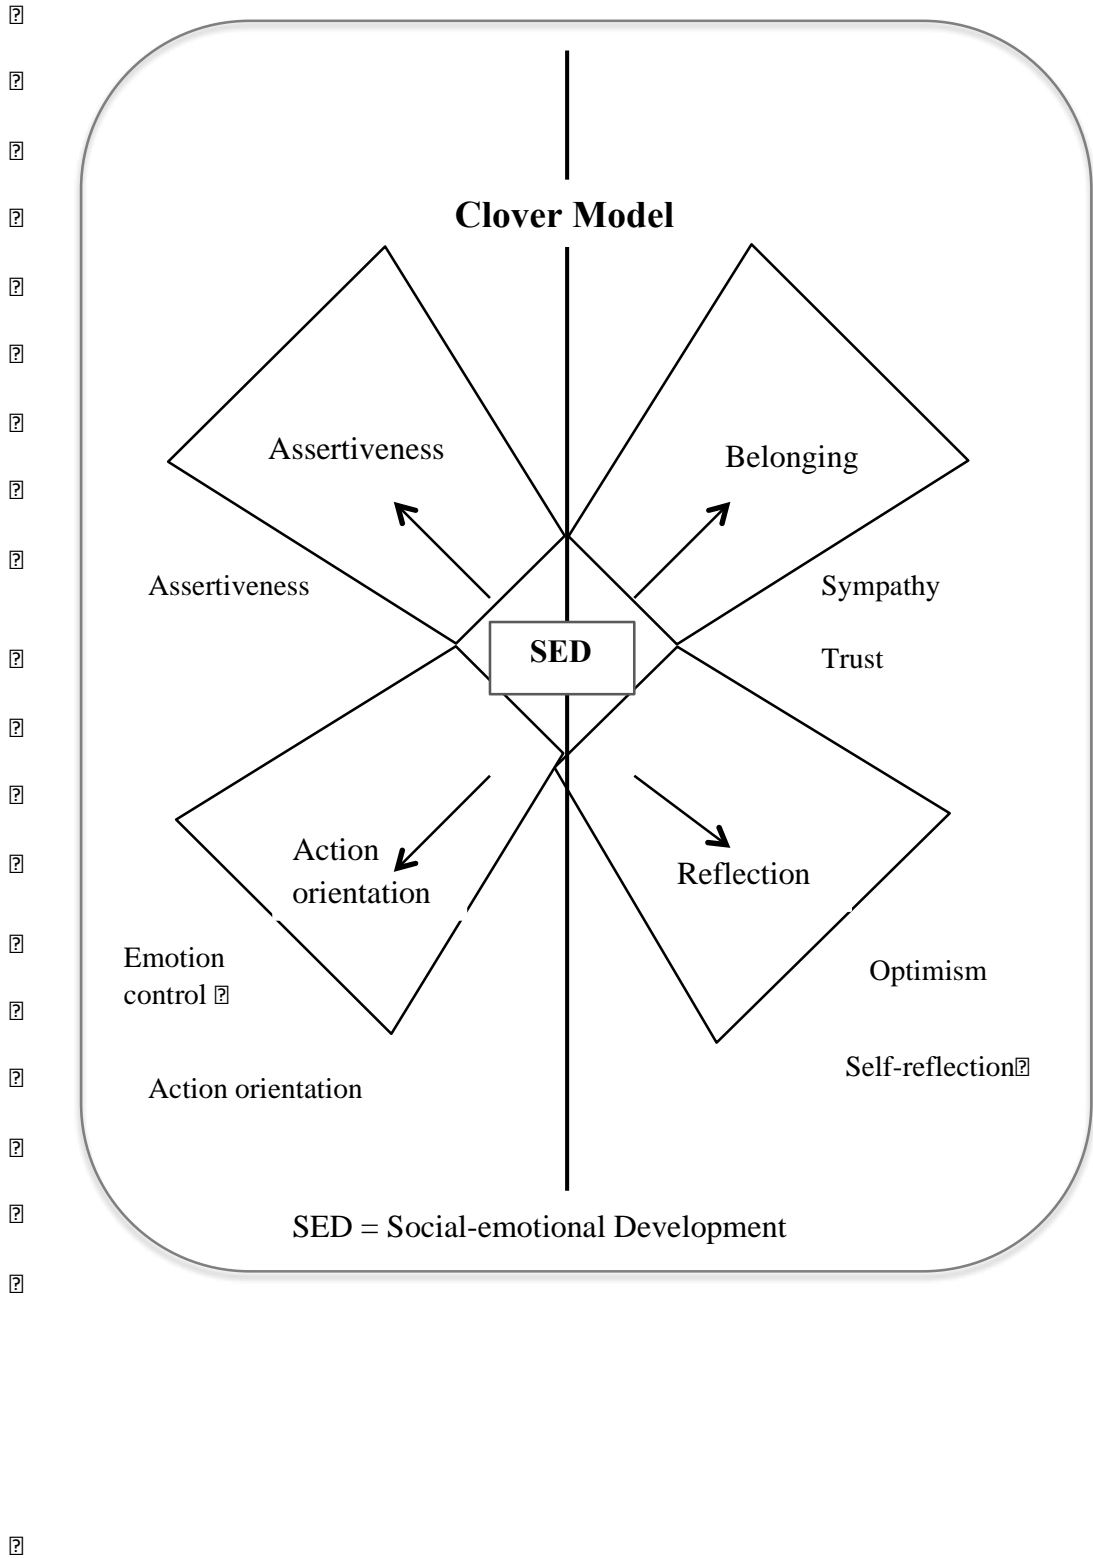 Clover Model
Assertiveness
Belonging
Assertiveness
Sympathy
SED
Trust
Action
orientation
Reflection
Emotion
control
Optimism
Self-reflection
Action orientation
SED = Social-emotional Development